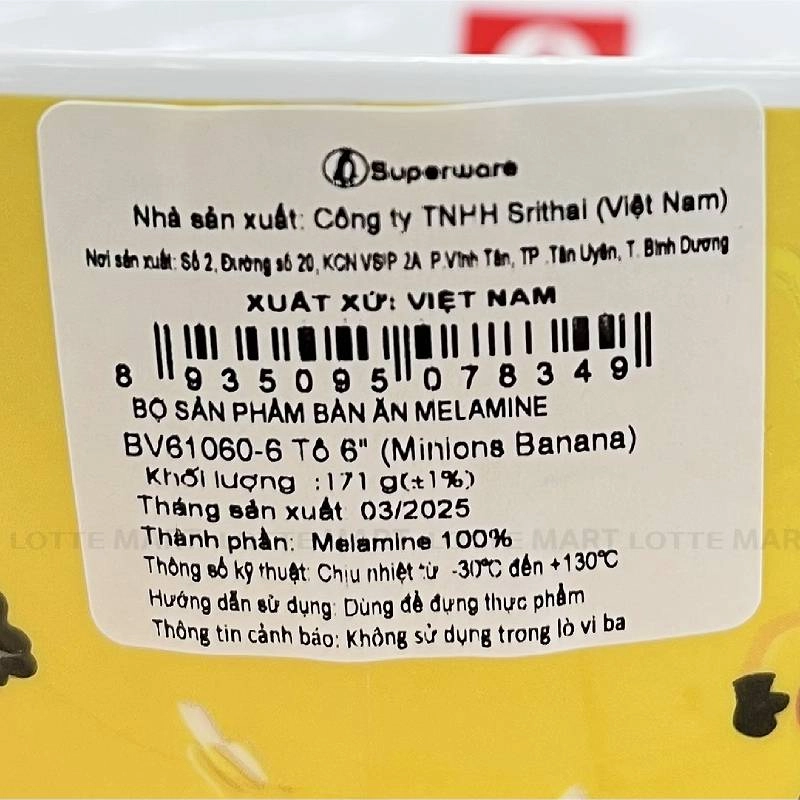 Superware
Nhà sản xuất: Công ty TNHH Srithai (Việt Nam)
Nơi sản xuất: Số 2, Đường số 20, KCN VSIP 2A P.Vĩnh Tân, TP .Tân Uyên, T. Bình Dương
XUẤT XỨ: VIỆT NAM
8 935095 078349
BỘ SẢN PHẨM BÀN ĂN MELAMINE
BV61060-6 TÔ 6" (Minions Banana)
Khối lượng :171 g(±1%)
Tháng sản xuất 03/2025
LOTTE MART LOTTE MART LOTTE MAR
Thành phần: Melamine 100%
Thông số kỹ thuật: Chịu nhiệt từ -30°C đến +130°C
Hướng dẫn sử dụng: Dùng để đựng thực phẩm
Thông tin cảnh báo: Không sử dụng trong lò vi ba